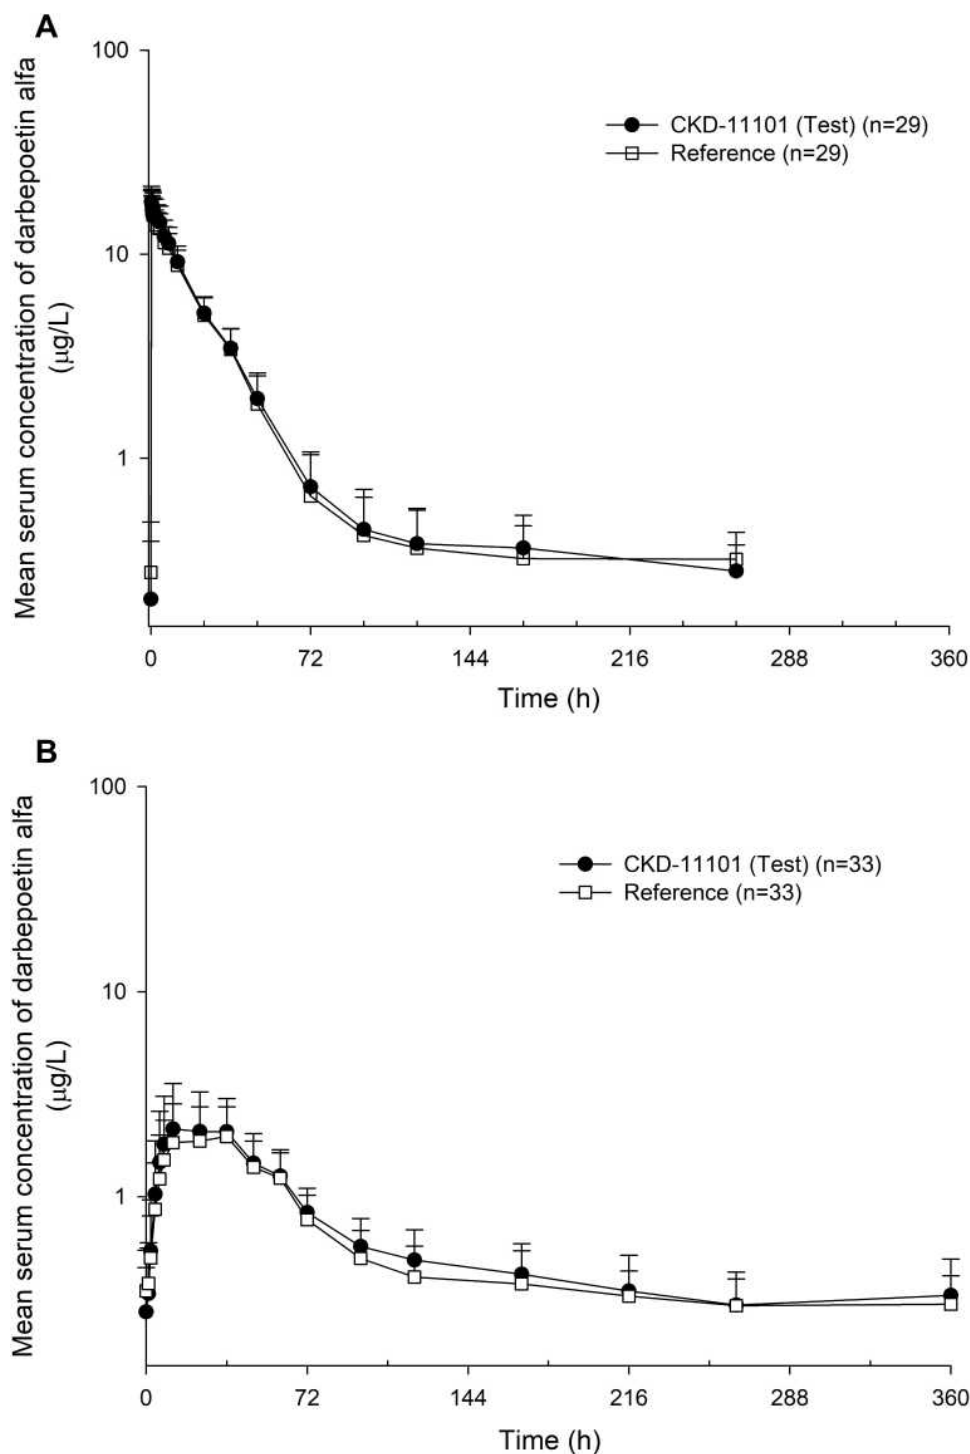 A
Mean serum concentration of darbepoetin alfa
(μg/L)
100
10
1
CKD-11101 (Test) (n=29)
Reference (n=29)
0 72 144 216 288 360
Time (h)
B
Mean serum concentration of darbepoetin alfa
(μg/L)
100
10
1
CKD-11101 (Test) (n=33)
Reference (n=33)
0 72 144 216 288 360
Time (h)